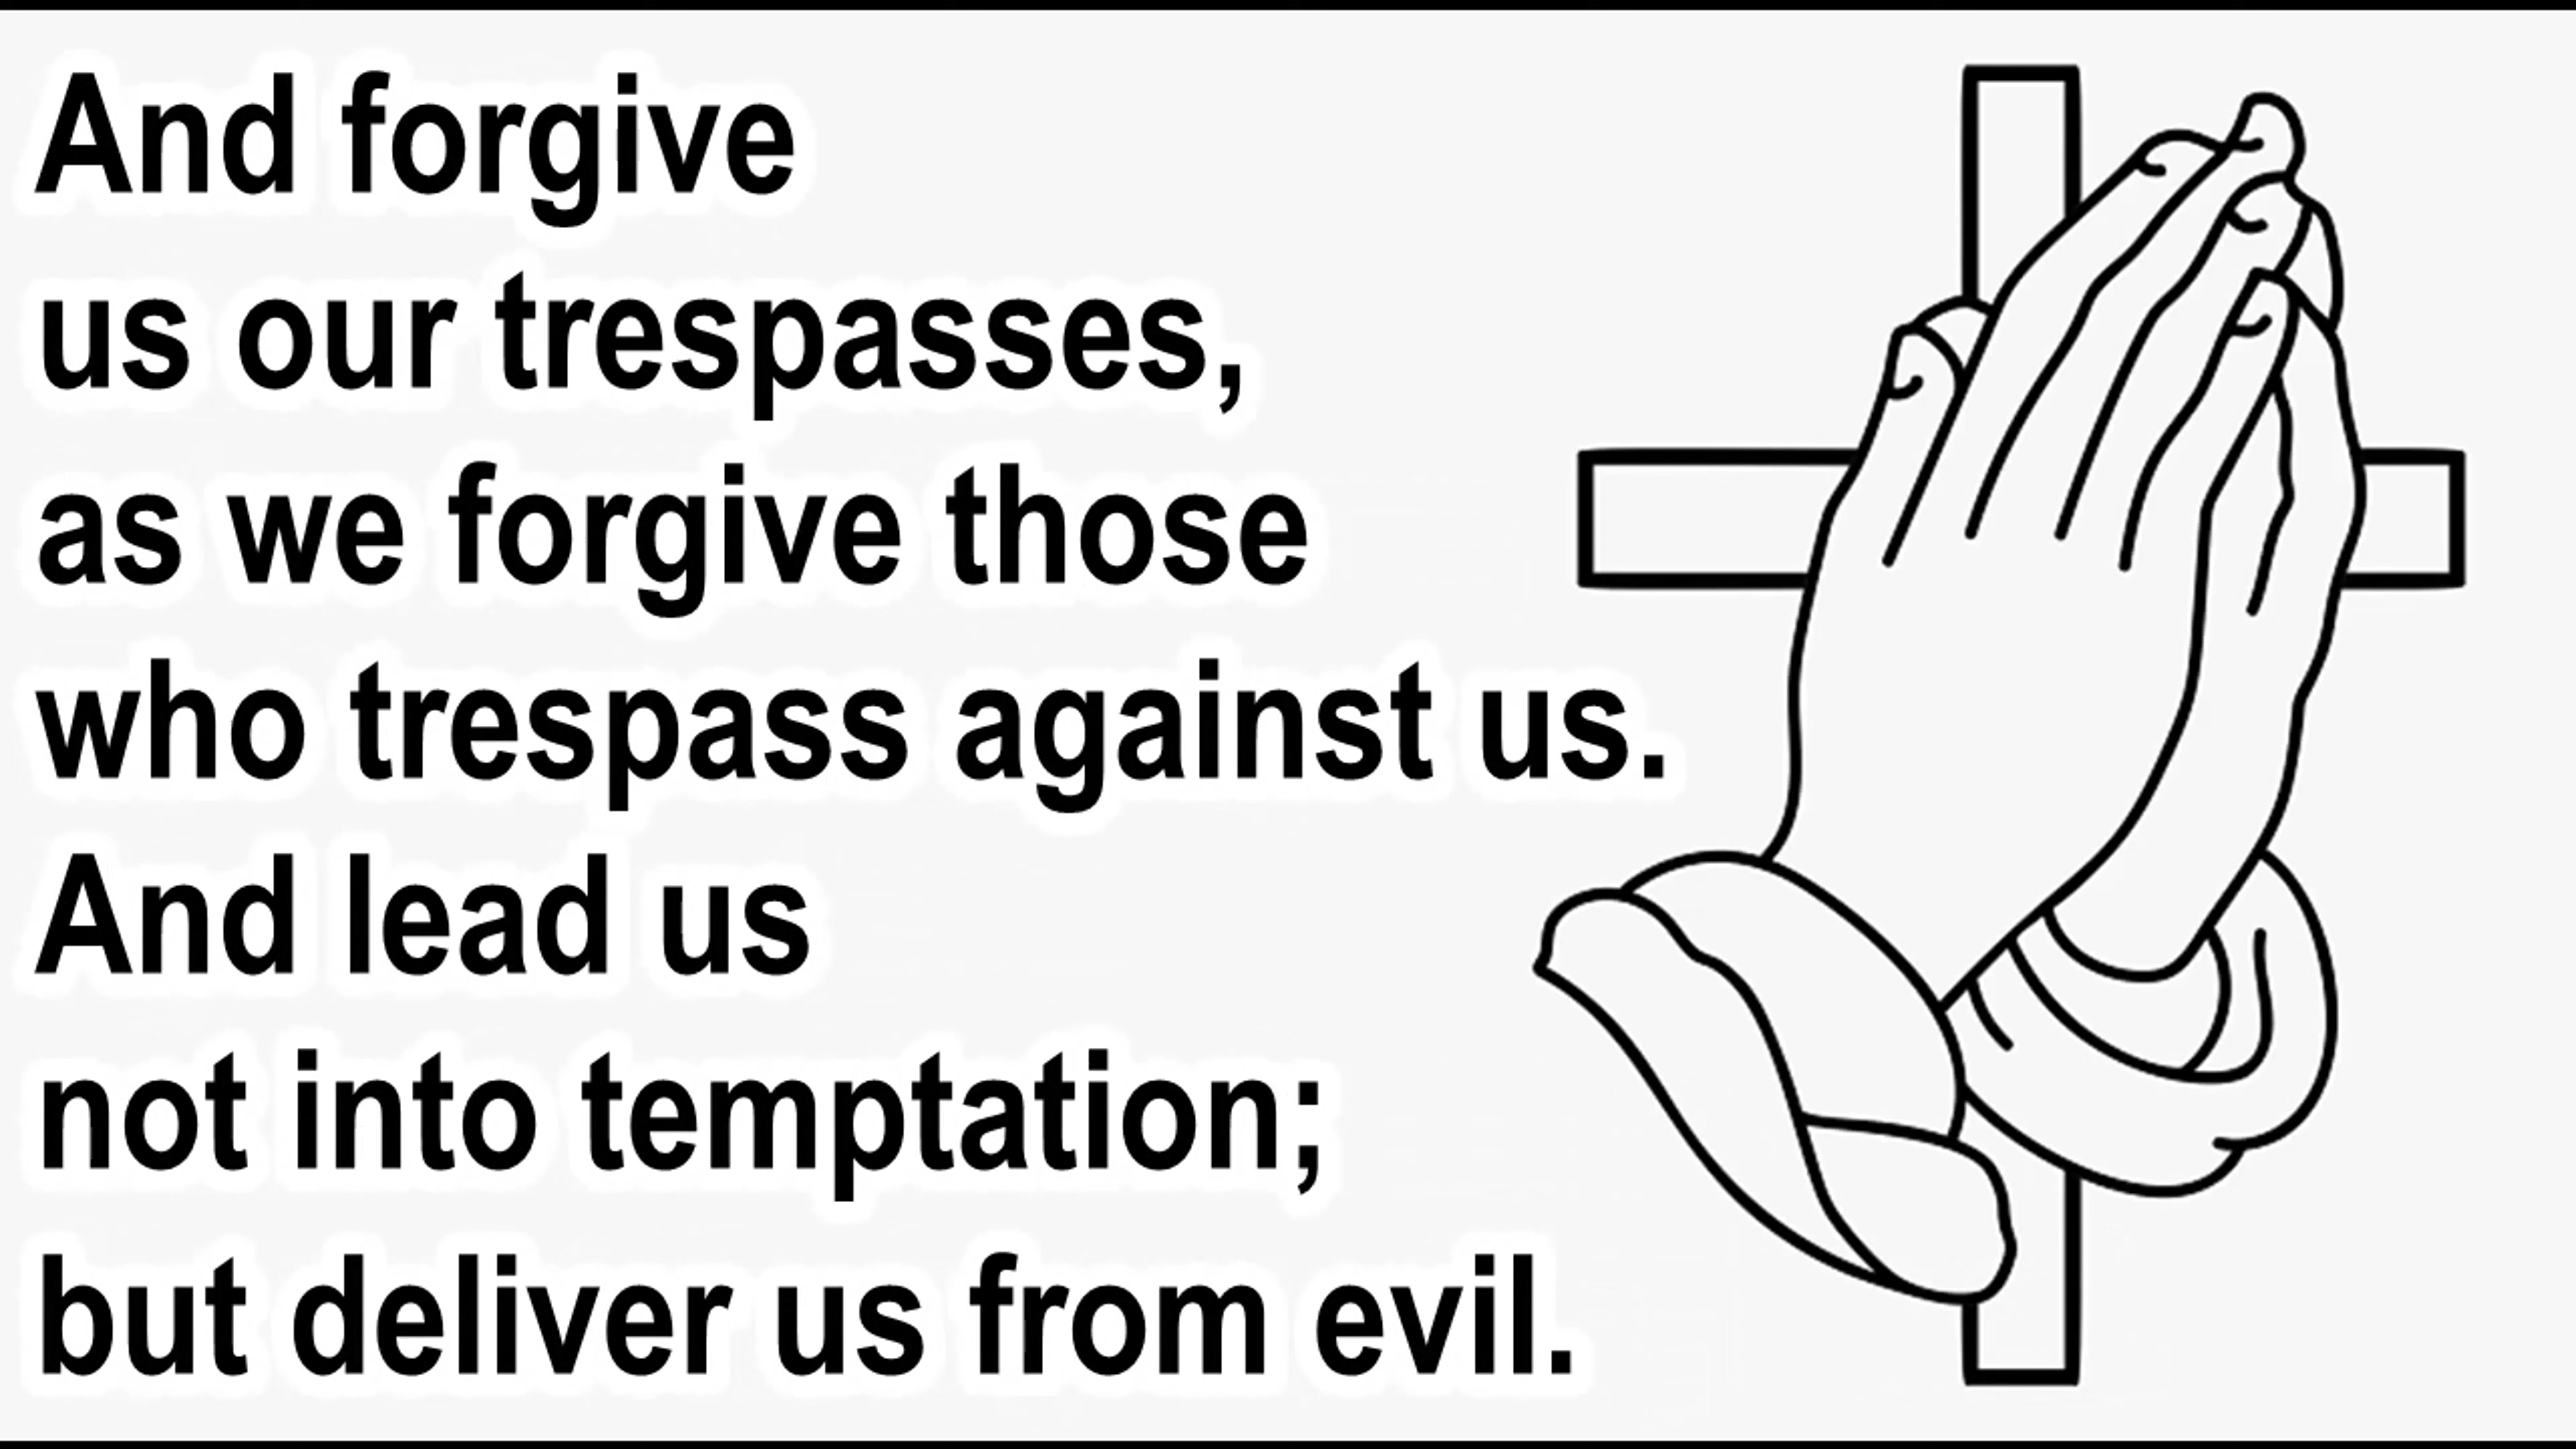 And forgive
us our trespasses,
as we forgive those
who trespass against us.
And lead us
not into temptation;
but deliver us from evil.